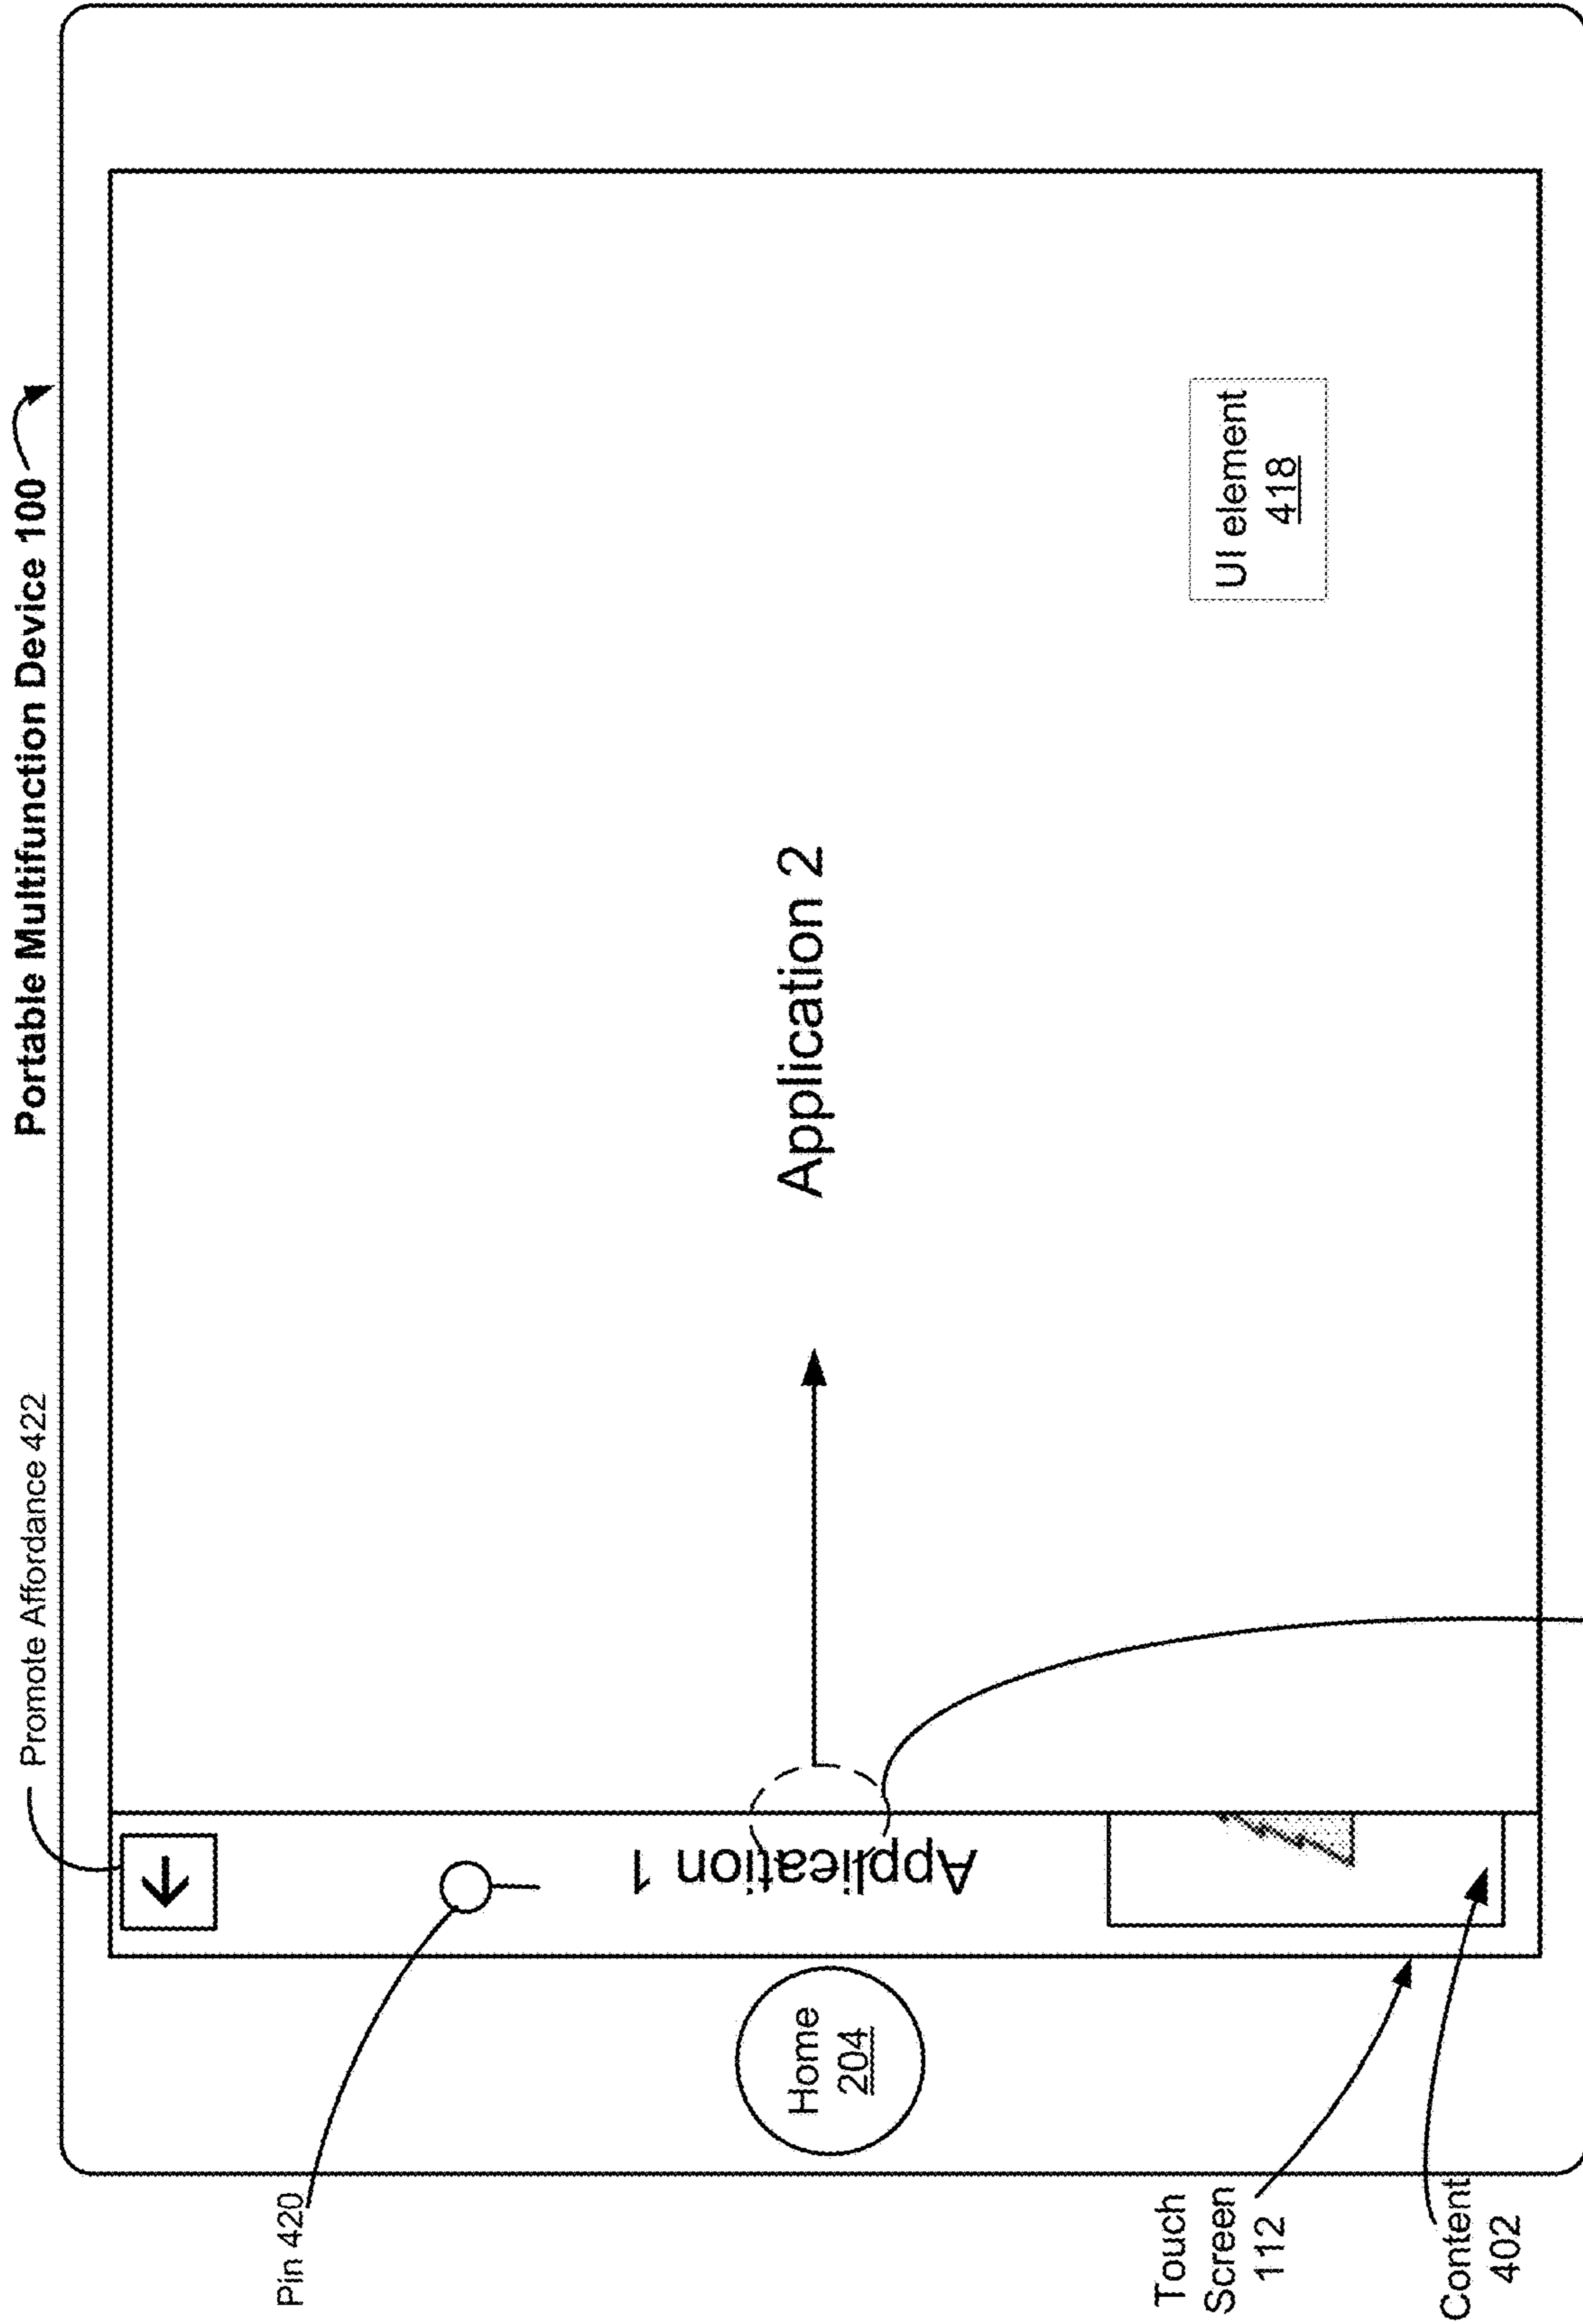 Portable Multifunction Device 100
Promote Affordance 422
Pin 420
Application 1
Application 2
UI element
418
Home
204
Touch
Screen
112
Content
402